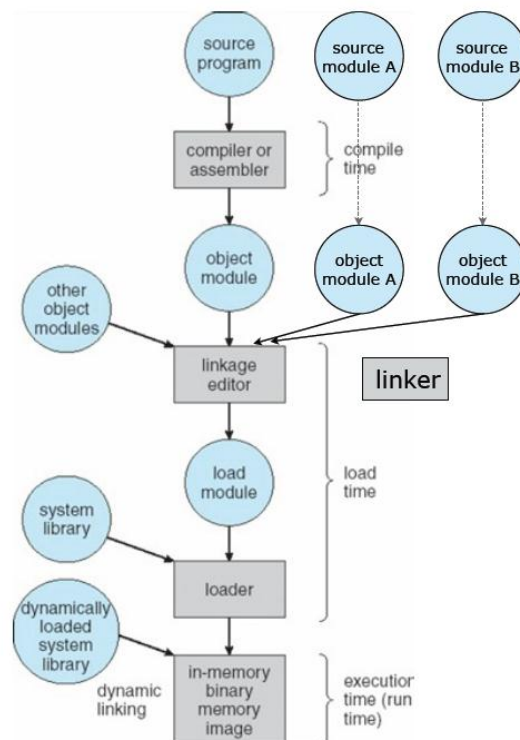 source
program
source
module A
source
module B
compiler or
assembler
compile
time
object
module
object
module A
object
module B
other
object
modules
linkage
editor
linker
load
module
load
time
system
library
loader
dynamically
loaded
system
library
dynamic
linking
in-memory
binary
memory
image
execution
time (run
time)